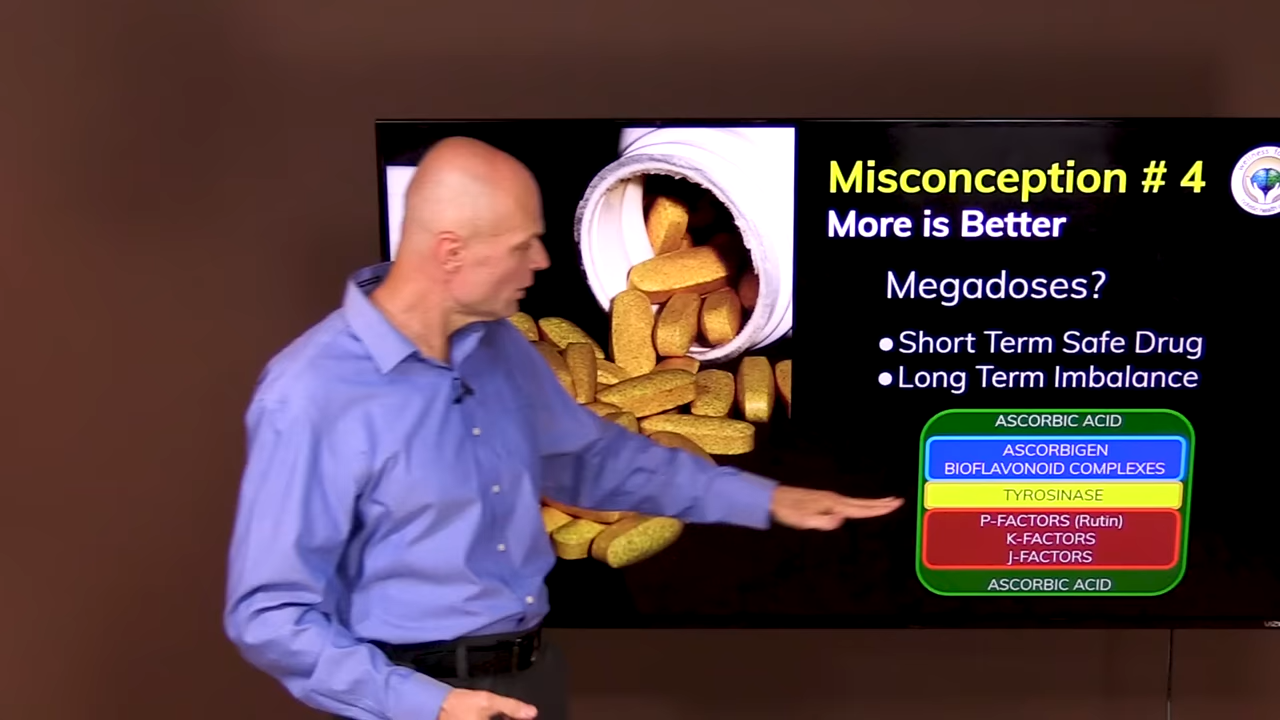 Misconception # 4
More is Better
Megadoses?
●Short Term Safe Drug
●Long Term Imbalance
ASCORBIC ACID
ASCORBIGEN
BIOFLAVONOID COMPLEXES
TYROSINASE
P-FACTORS (Rutin)
K-FACTORS
J-FACTORS
ASCORBIC ACID